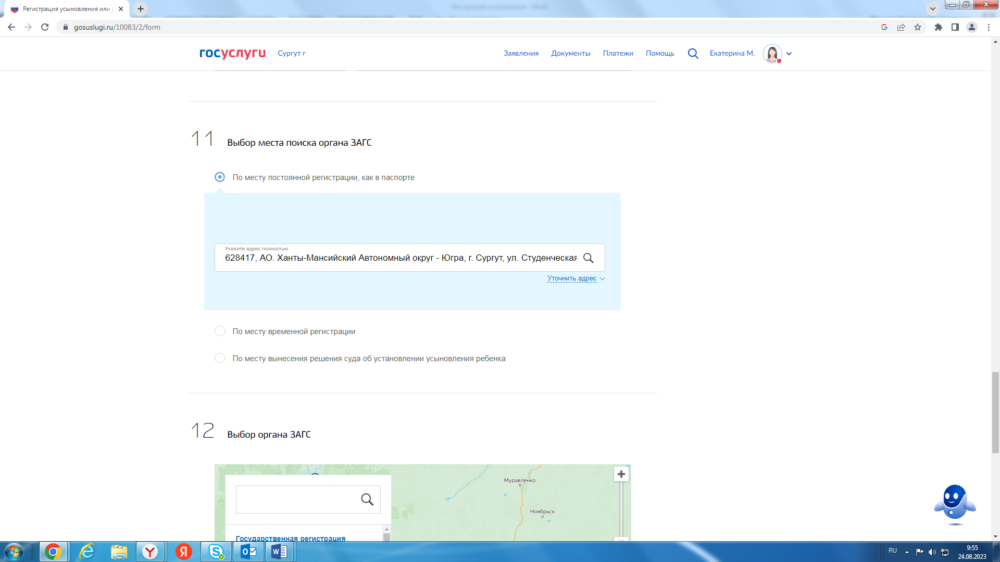 Регистрация усыновления или у
gosuslugi.ru/10083/2/form
госуслуги
Сургут г
Заявления
Документы
Платежи
Помощь
Екатерина М.
11
Выбор места поиска органа ЗАГС
По месту постоянной регистрации, как в паспорте
Укажите адрес полностью
628417, АО. Ханты-Мансийский Автономный округ - Югра, г. Сургут, ул. Студенческая
Уточнить адрес
По месту временной регистрации
По месту вынесения решения суда об установлении усыновления ребенка
12
Выбор органа ЗАГС
Муравленко
Ноябрьск
Государственная регистрация
RU
9:55
24.08.2023